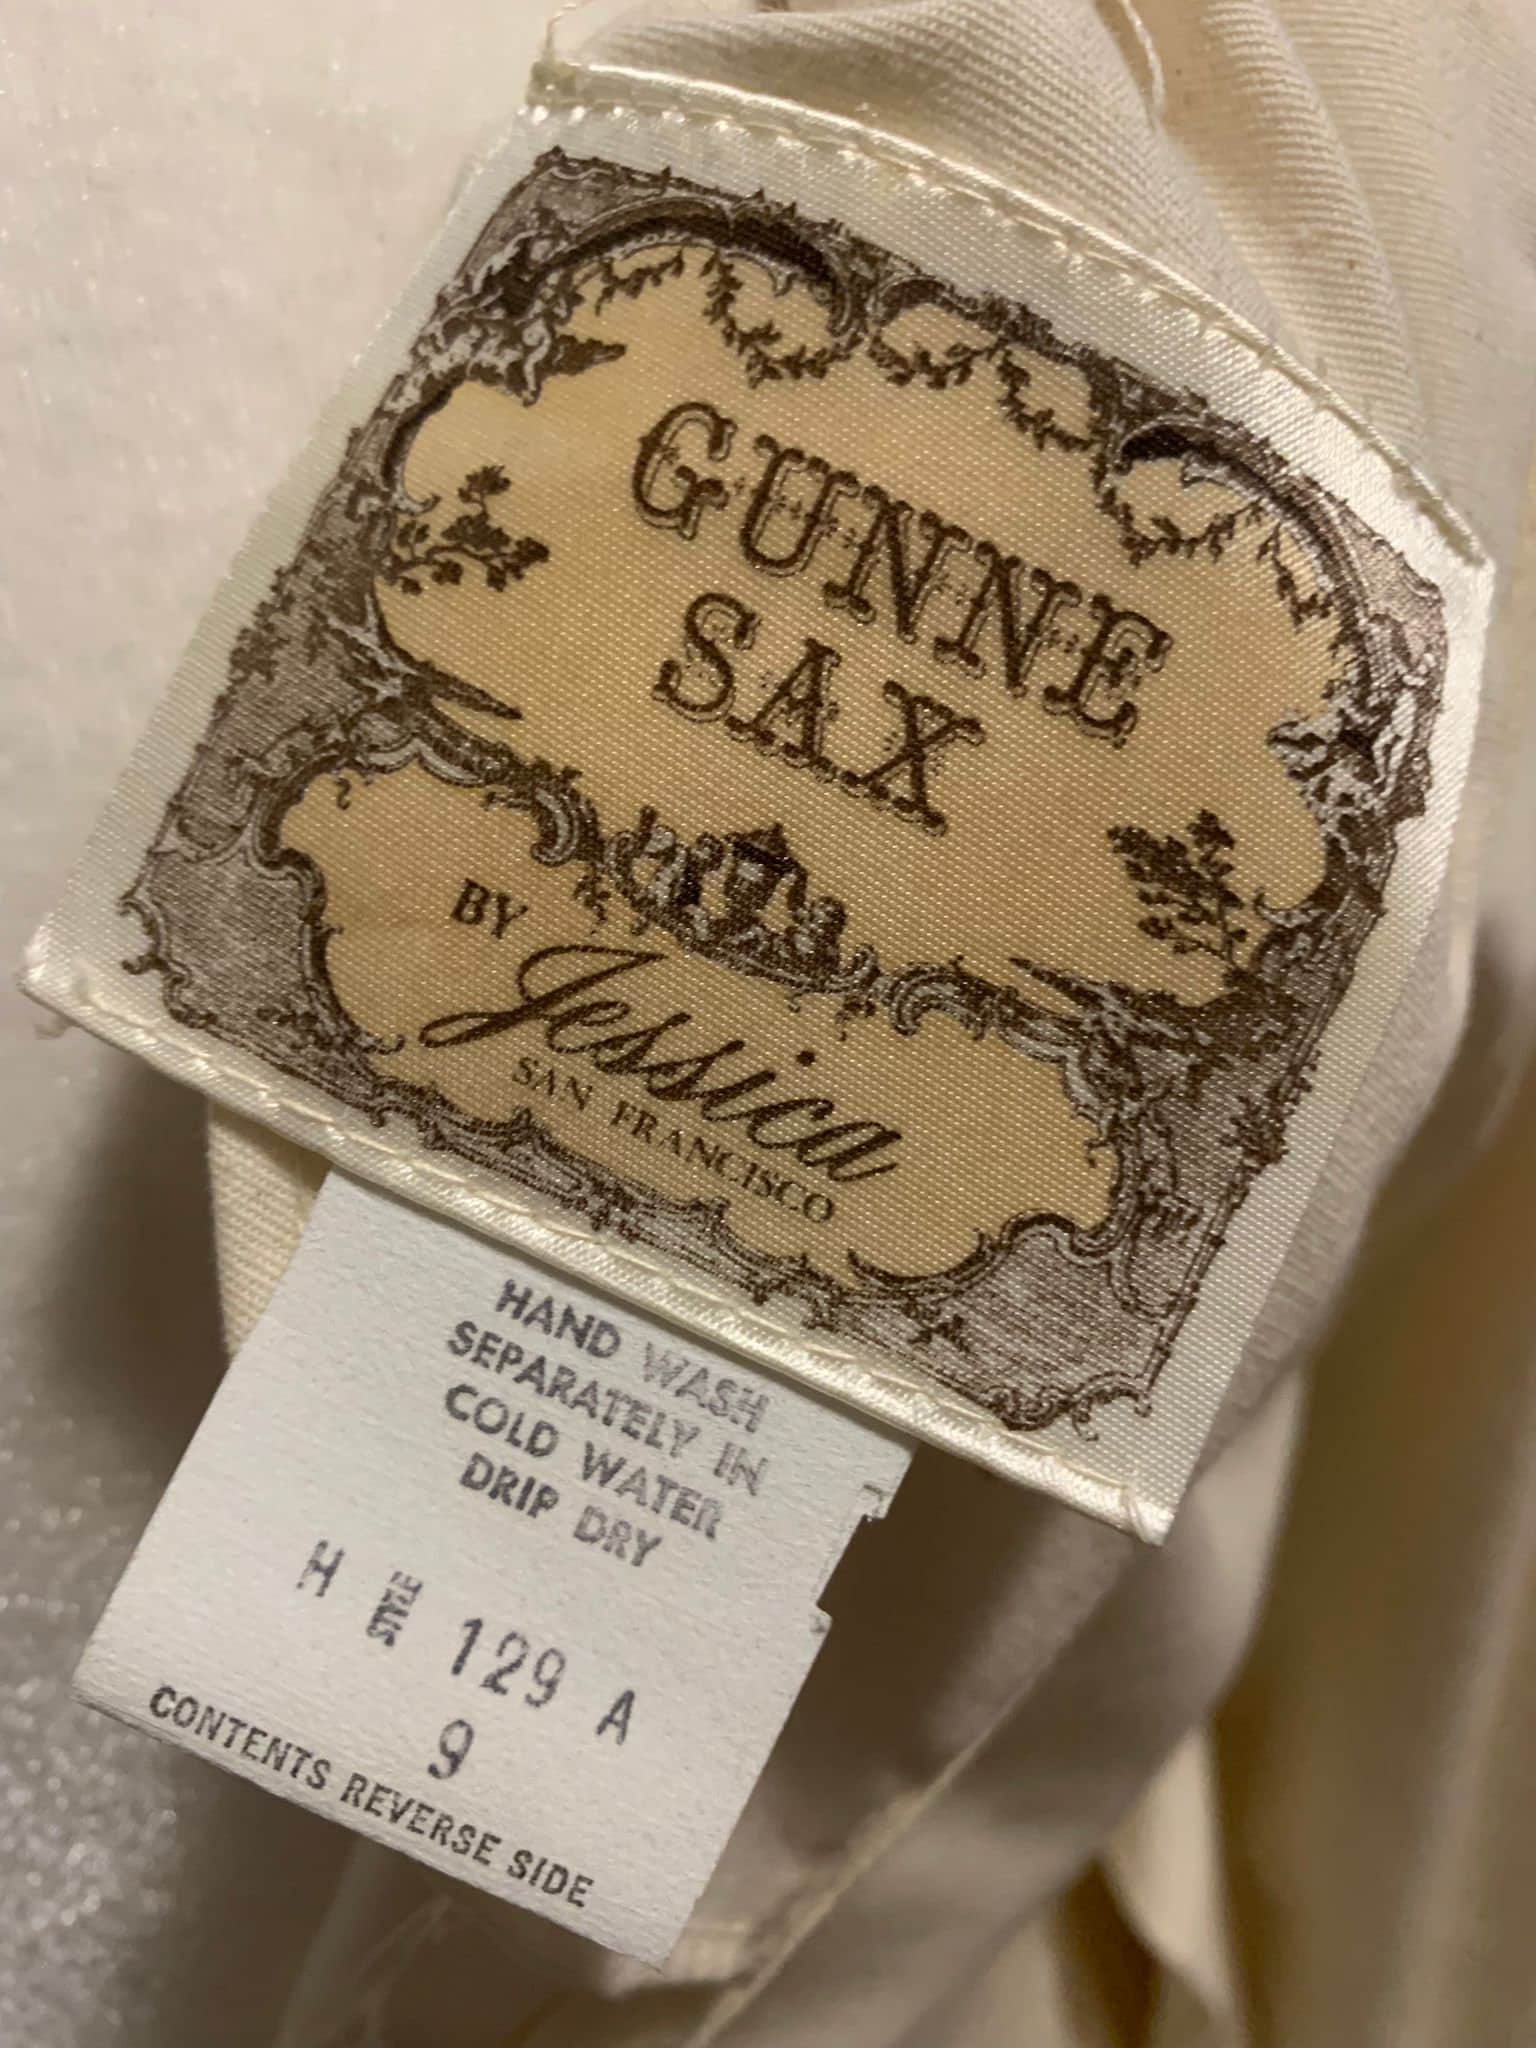 GUNNE
SAX
BY
Jessica
SAN FRANCISCO
HAND WASH
SEPARATELY IN
COLD WATER
DRIP DRY
H STYLE 129 A
9
CONTENTS REVERSE SIDE